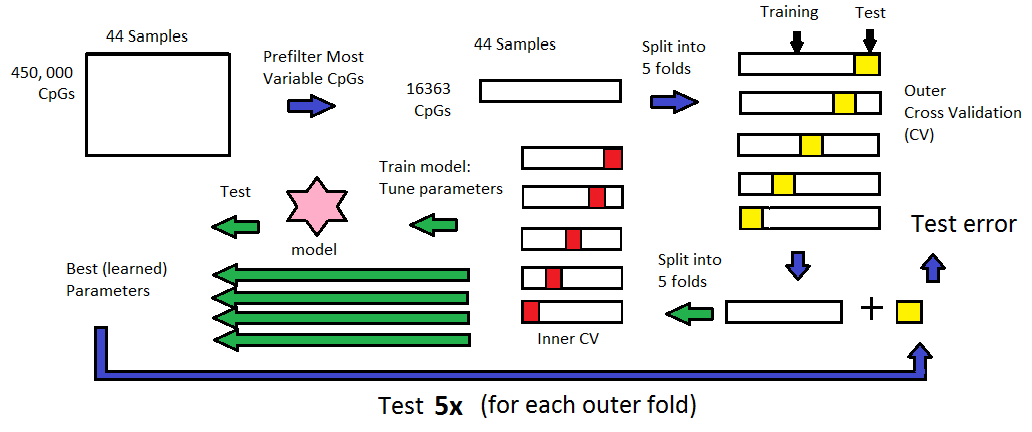 44 Samples
450, 000
CpGs
Prefilter Most
Variable CpGs
44 Samples
16363
CpGs
Split into
5 folds
Training
Test
Outer
Cross Validation
(CV)
Train model:
Tune parameters
Test
model
Best (learned)
Parameters
Inner CV
Split into
5 folds
+
Test error
Test 5x (for each outer fold)